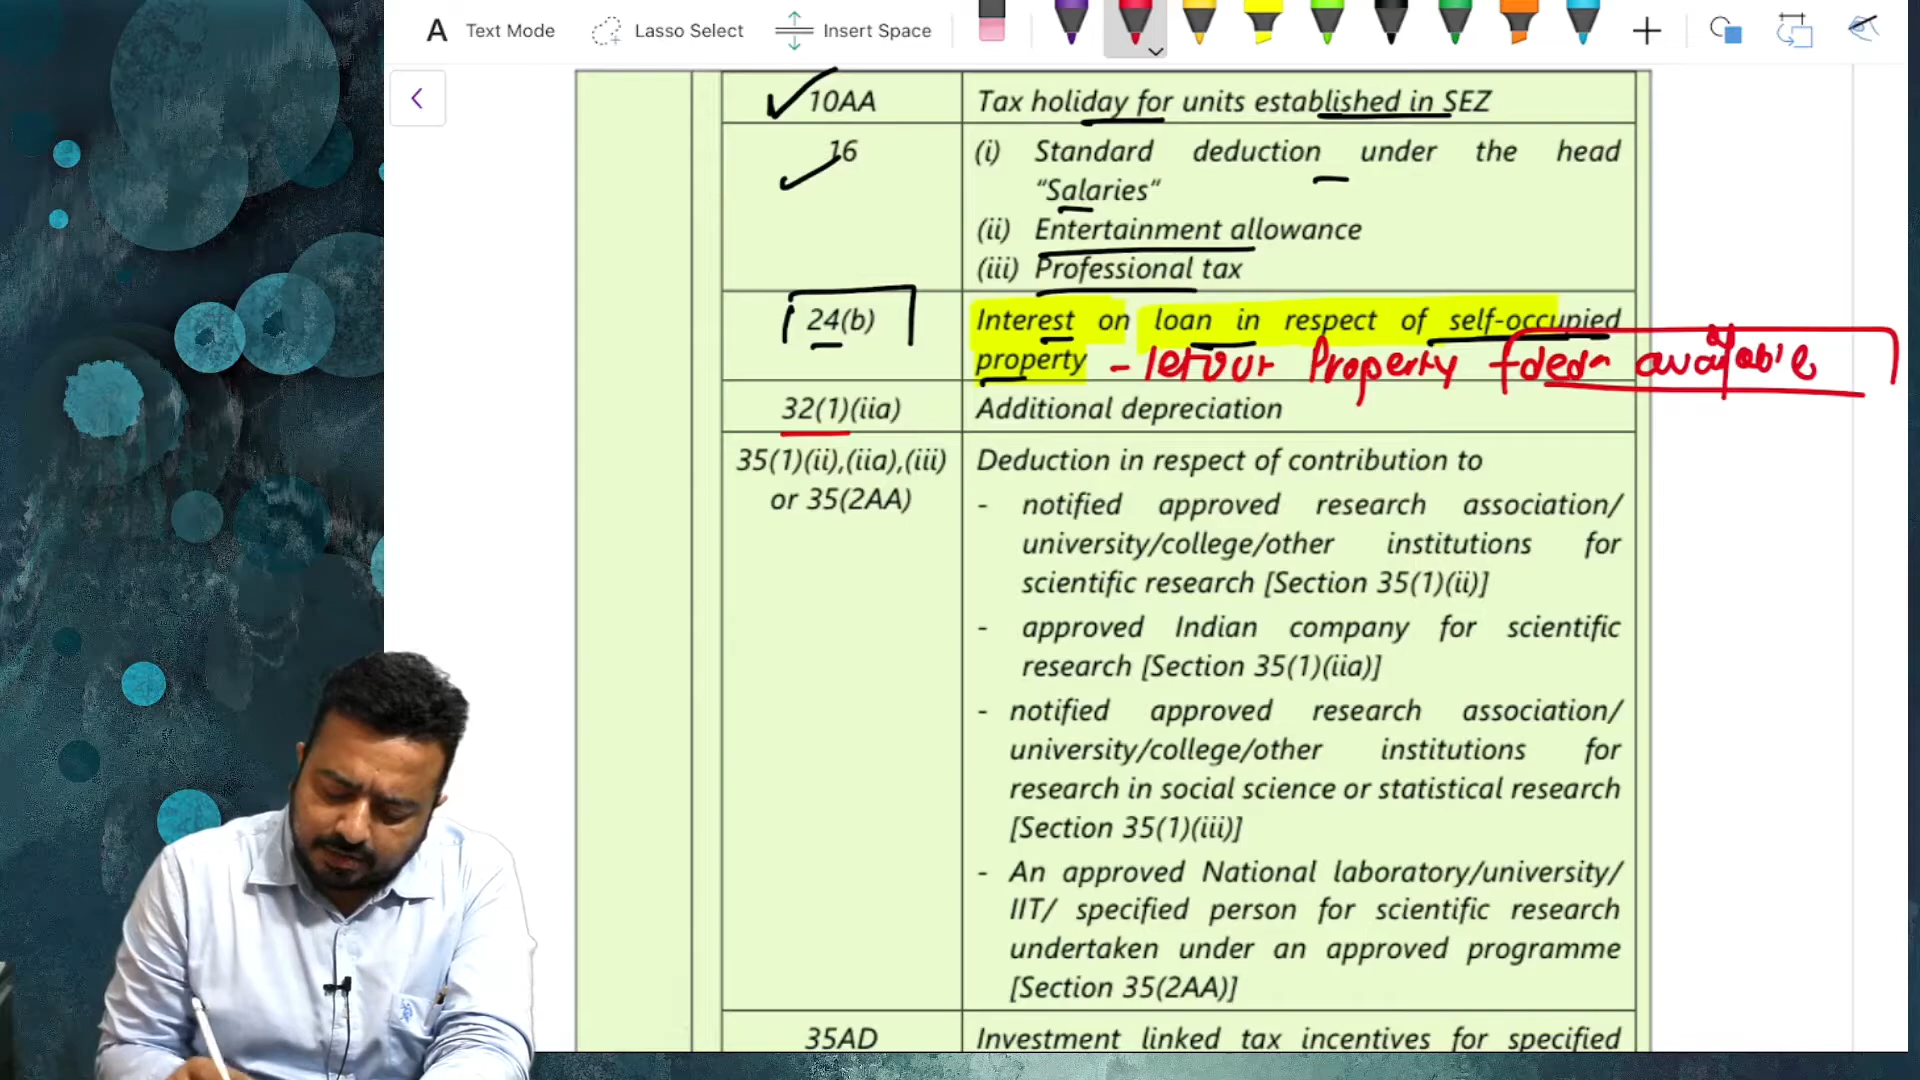 A Text Mode Lasso Select Insert Space
10AA Tax holiday for units established in SEZ
16 (i) Standard deduction under the head
“Salaries“
(ii) Entertainment allowance
(iii) Professional tax
24(b) Interest on loan in respect of self-occupied
property - letout Property dedn available
32(1)(iia) Additional depreciation
35(1)(ii),(iia),(iii) Deduction in respect of contribution to
or 35(2AA) - notified approved research association/
university/college/other institutions for
scientific research [Section 35(1)(ii)]
- approved Indian company for scientific
research [Section 35(1)(iia)]
- notified approved research association/
university/college/other institutions for
research in social science or statistical research
[Section 35(1)(iii)]
- An approved National laboratory/university/
IIT/ specified person for scientific research
undertaken under an approved programme
[Section 35(2AA)]
35AD Investment linked tax incentives for specified